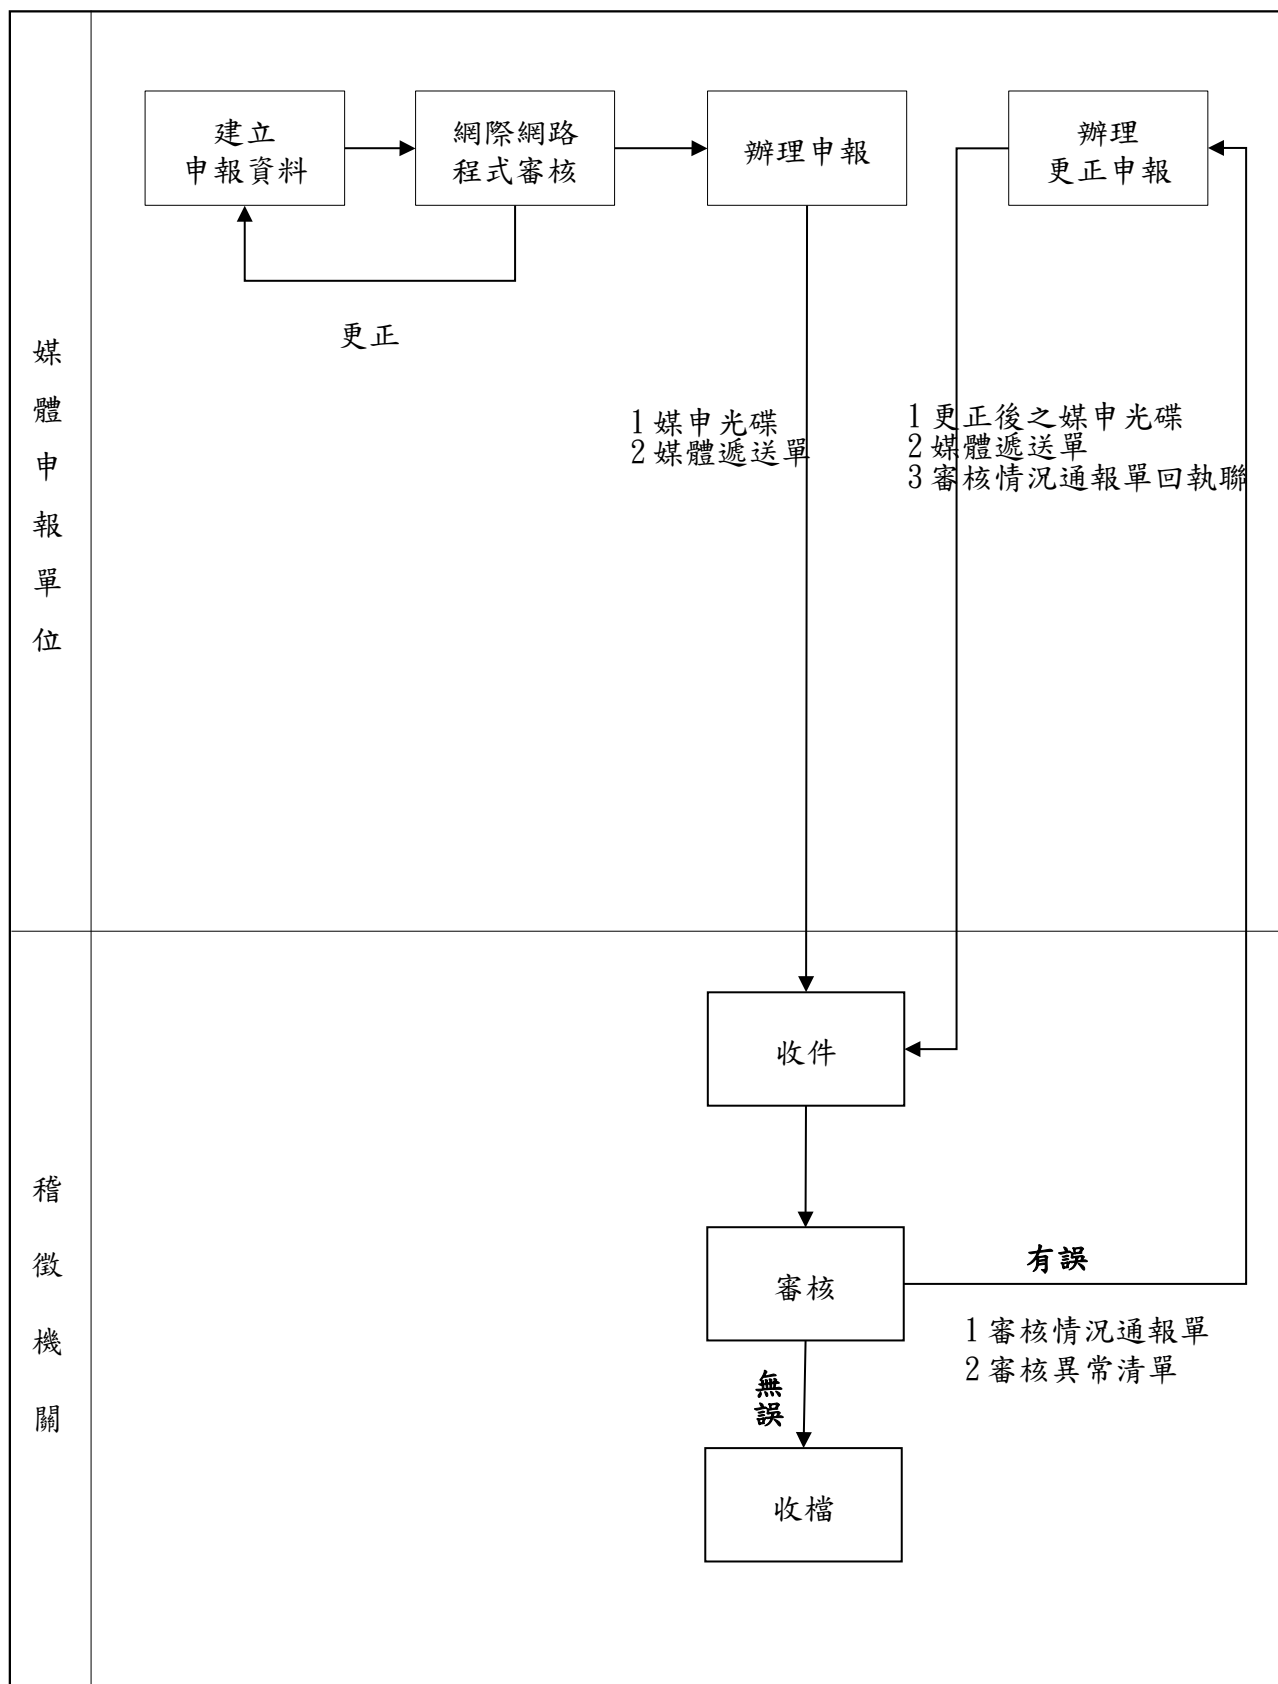 媒體申報單位
建立
申報資料
網際網路
程式審核
辦理申報
辦理
更正申報
更正
1 媒申光碟
2 媒體遞送單
1 更正後之媒申光碟
2 媒體遞送單
3 審核情況通報單回執聯
稽徵機關
收件
審核
有誤
1 審核情況通報單
2 審核異常清單
無誤
收檔